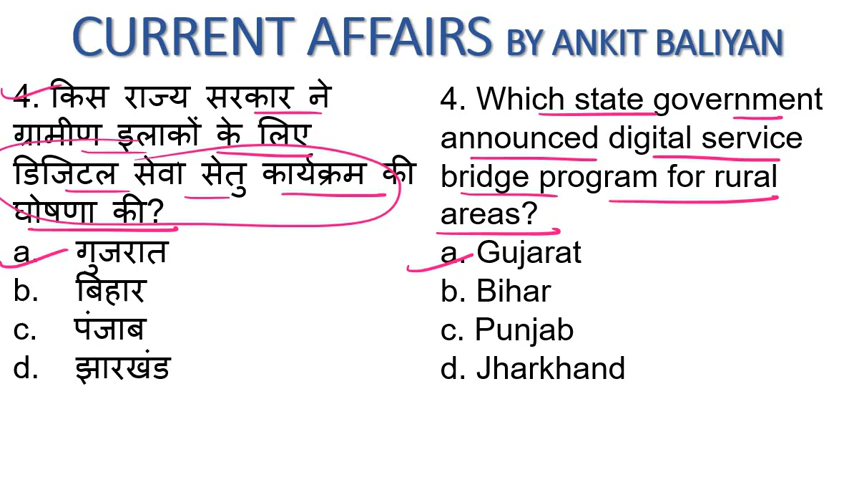 CURRENT AFFAIRS BY ANKIT BALIYAN
4. किस राज्य सरकार ने
ग्रामीण इलाकों के लिए
डिजिटल सेवा सेतु कार्यक्रम की
घोषणा की?
a. गुजरात
b. बिहार
c. पंजाब
d. झारखंड
4. Which state government
announced digital service
bridge program for rural
areas?
a. Gujarat
b. Bihar
c. Punjab
d. Jharkhand